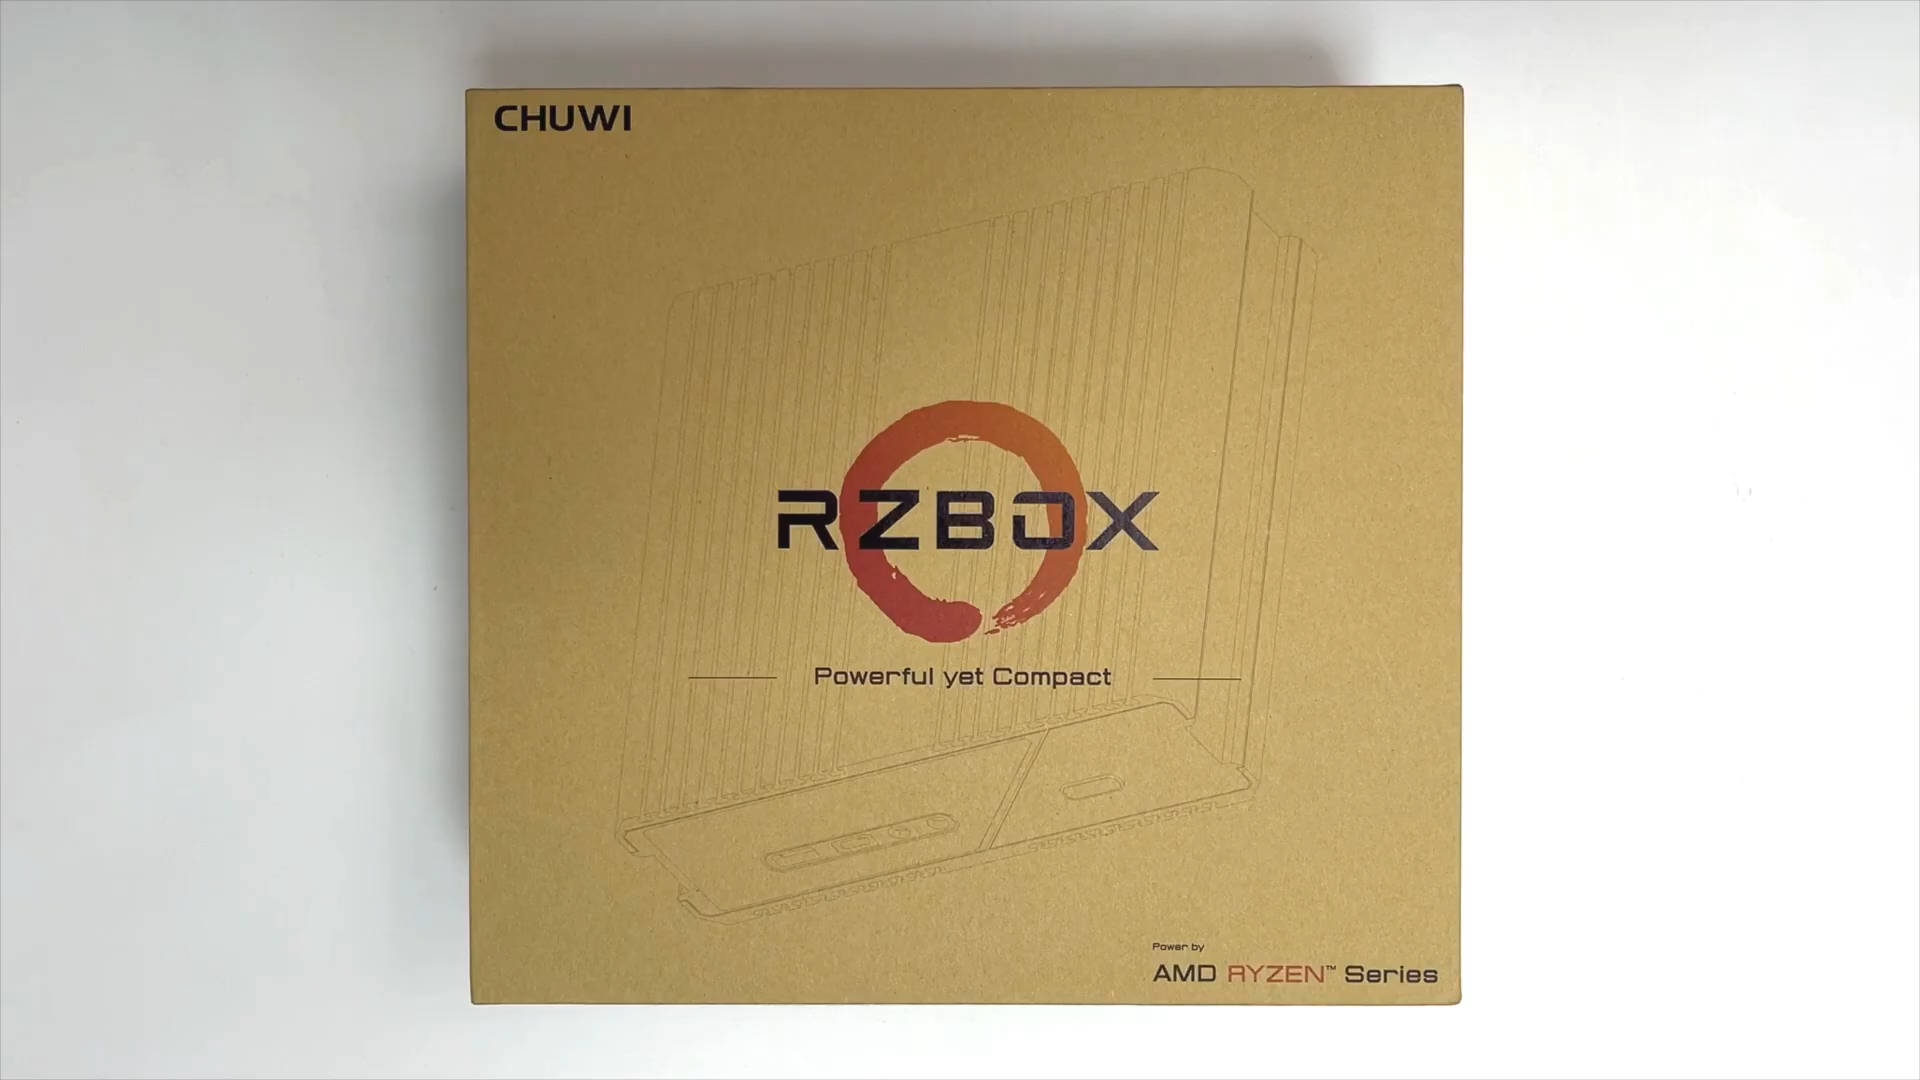 CHUWI
RZBOX
Powerful yet Compact
Power by
AMD RYZEN™ Series